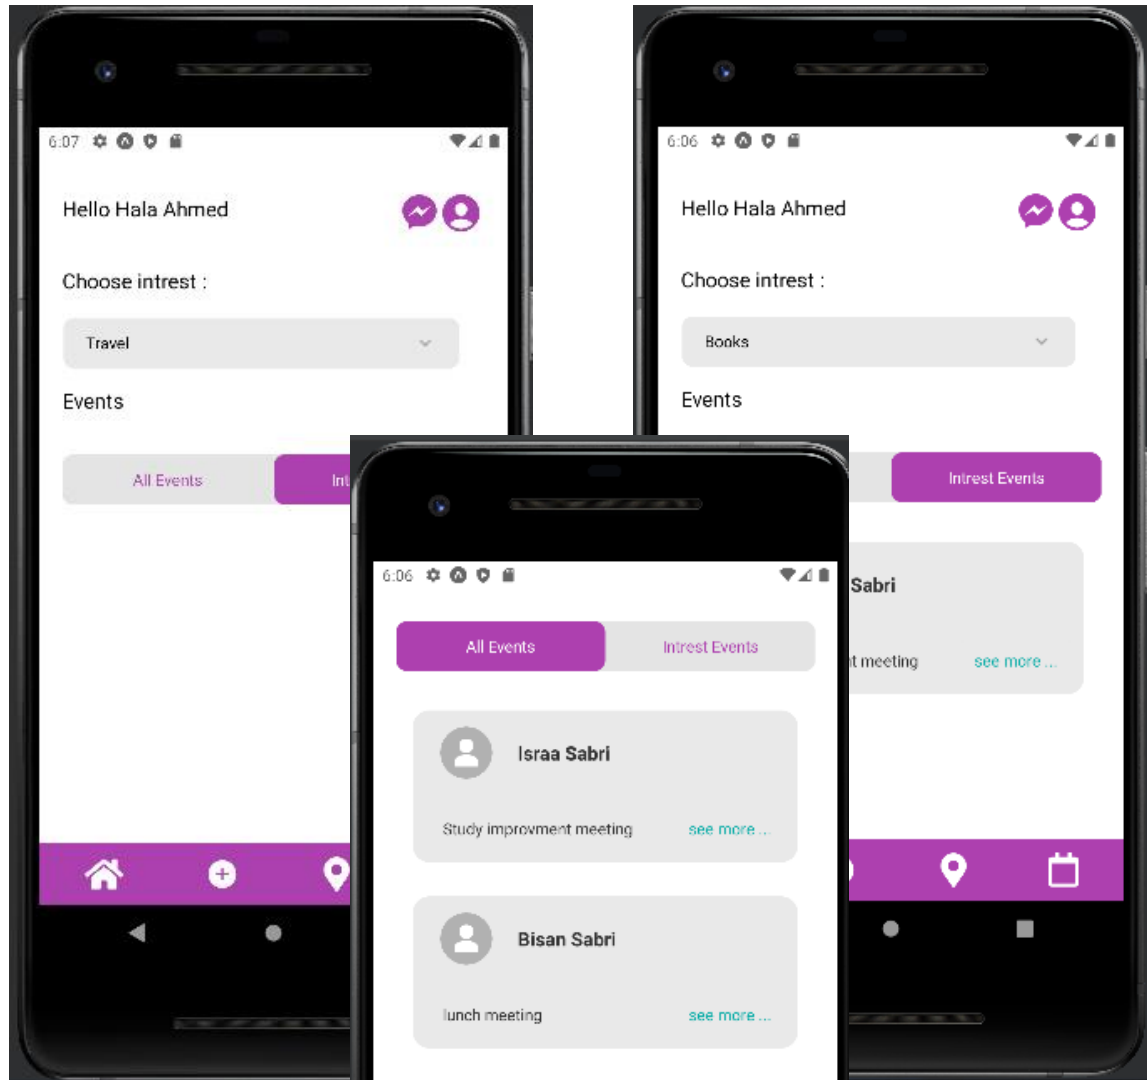 6:07
Hello Hala Ahmed
Choose intrest :
Travel
Events
All Events
Int
6:06
Hello Hala Ahmed
Choose intrest :
Books
Events
Intrest Events
Sabri
t meeting
see more ...
6:06
All Events
Intrest Events
Israa Sabri
Study improvment meeting
see more ...
Bisan Sabri
lunch meeting
see more ...